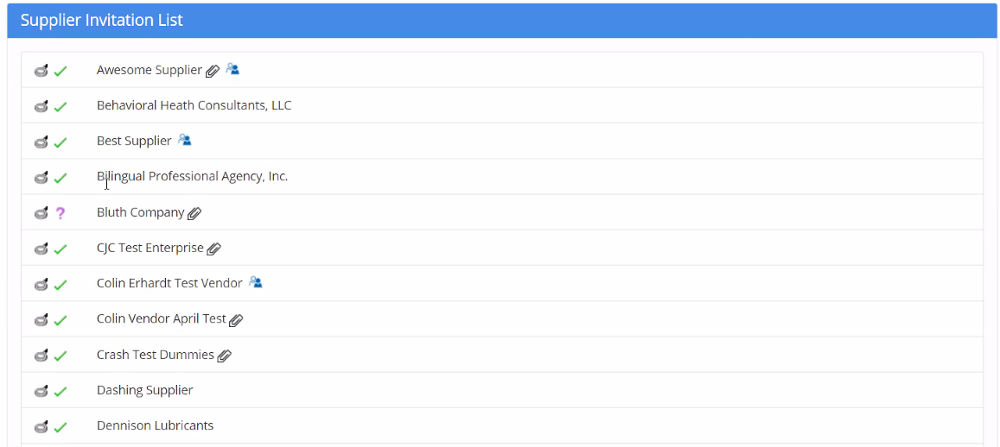 Supplier Invitation List
Awesome Supplier
Behavioral Heath Consultants, LLC
Best Supplier
Bilingual Professional Agency, Inc.
? Bluth Company
CJC Test Enterprise
Colin Erhardt Test Vendor
Colin Vendor April Test
Crash Test Dummies
Dashing Supplier
Dennison Lubricants